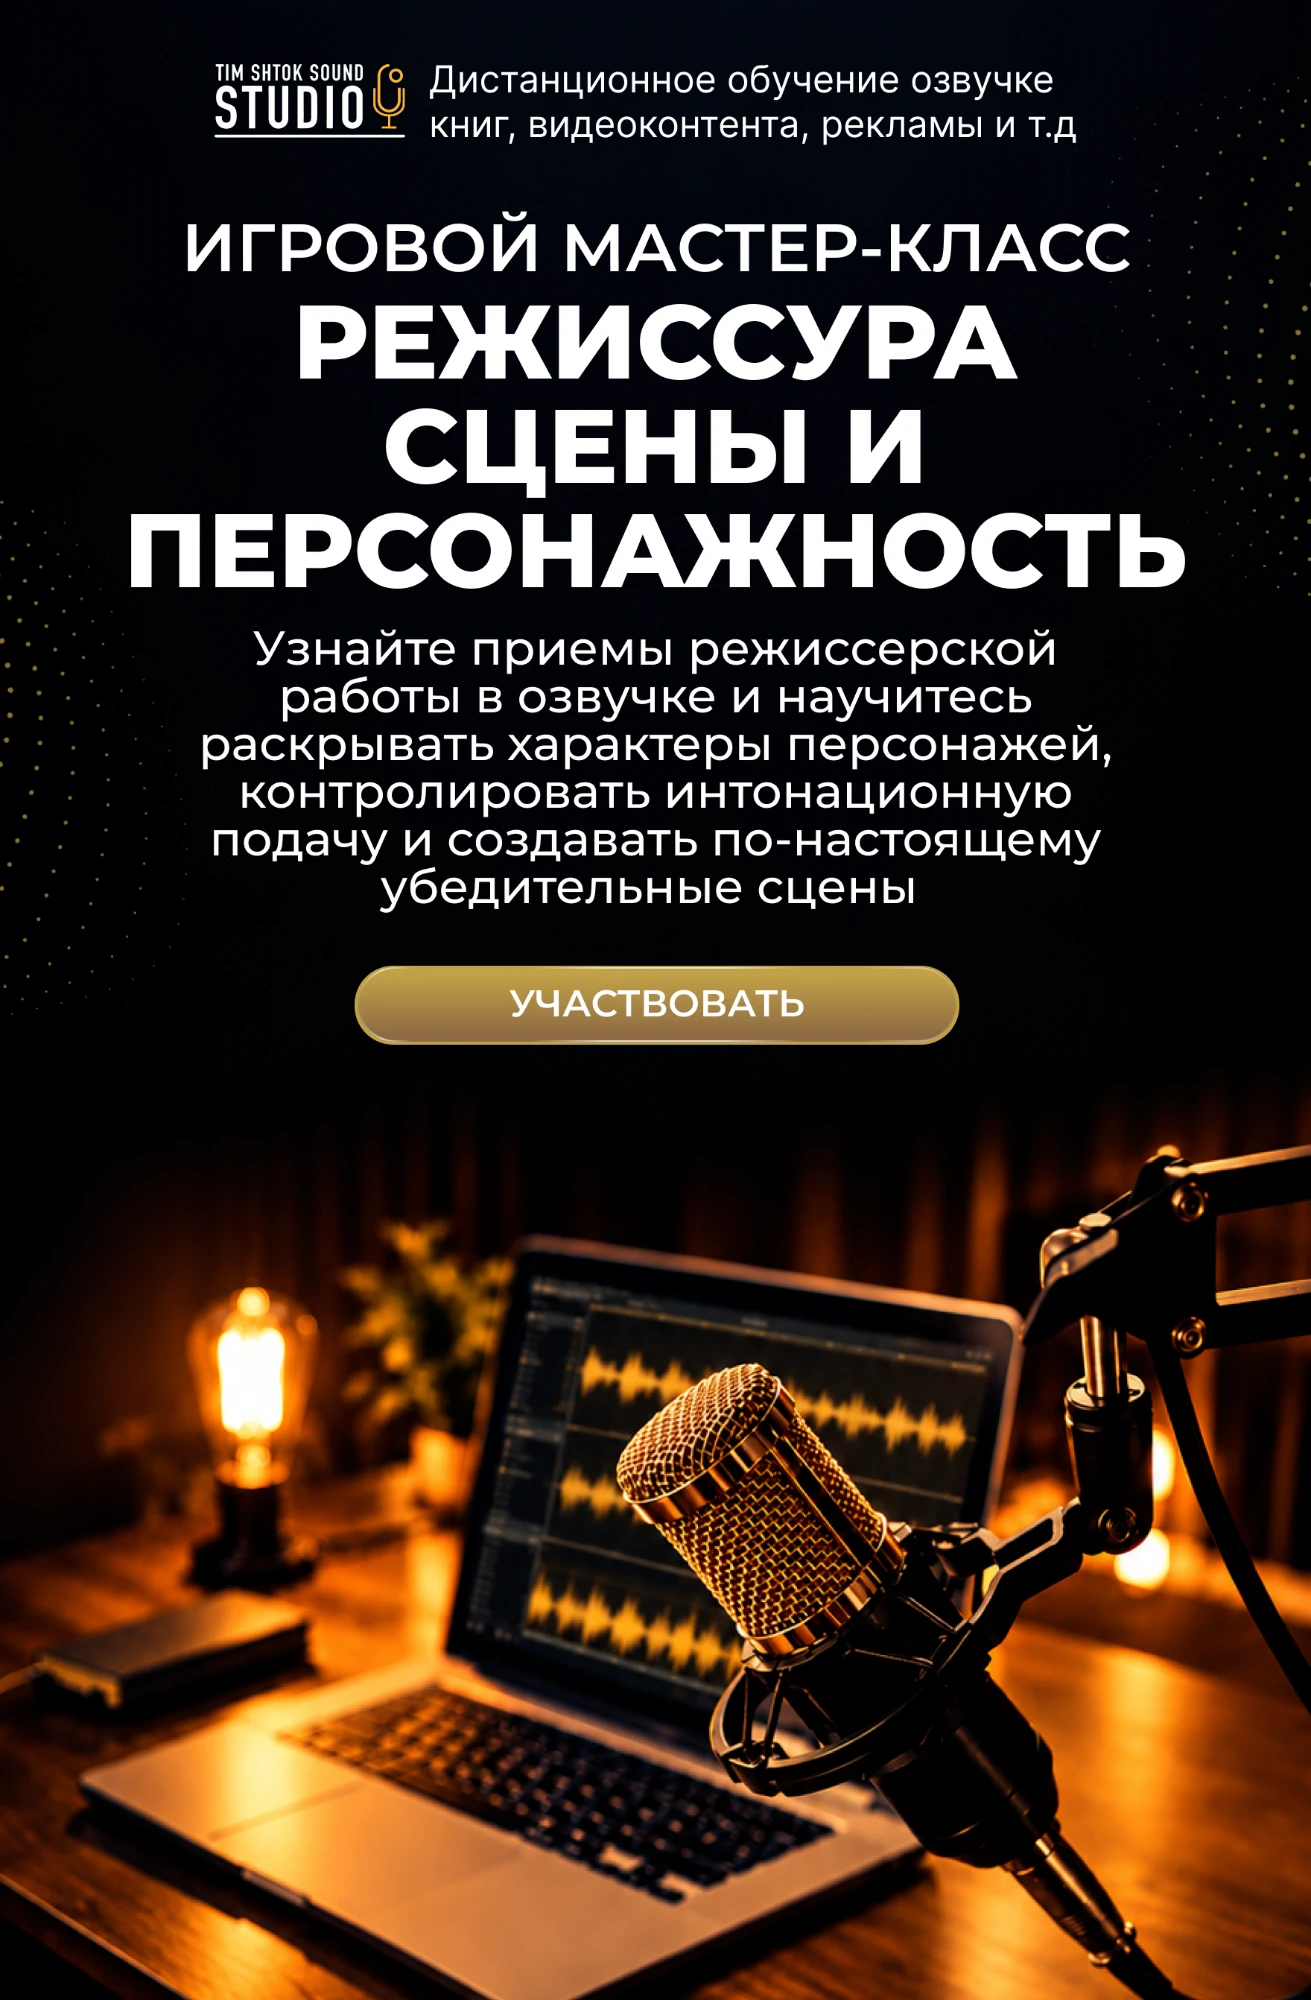 TIM SHTOK SOUND
STUDIO
Дистанционное обучение озвучке
книг, видеоконтента, рекламы и т.д
ИГРОВОЙ МАСТЕР-КЛАСС
РЕЖИССУРА
СЦЕНЫ И
ПЕРСОНАЖНОСТЬ
Узнайте приемы режиссерской
работы в озвучке и научитесь
раскрывать характеры персонажей,
контролировать интонационную
подачу и создавать по-настоящему
убедительные сцены
УЧАСТВОВАТЬ